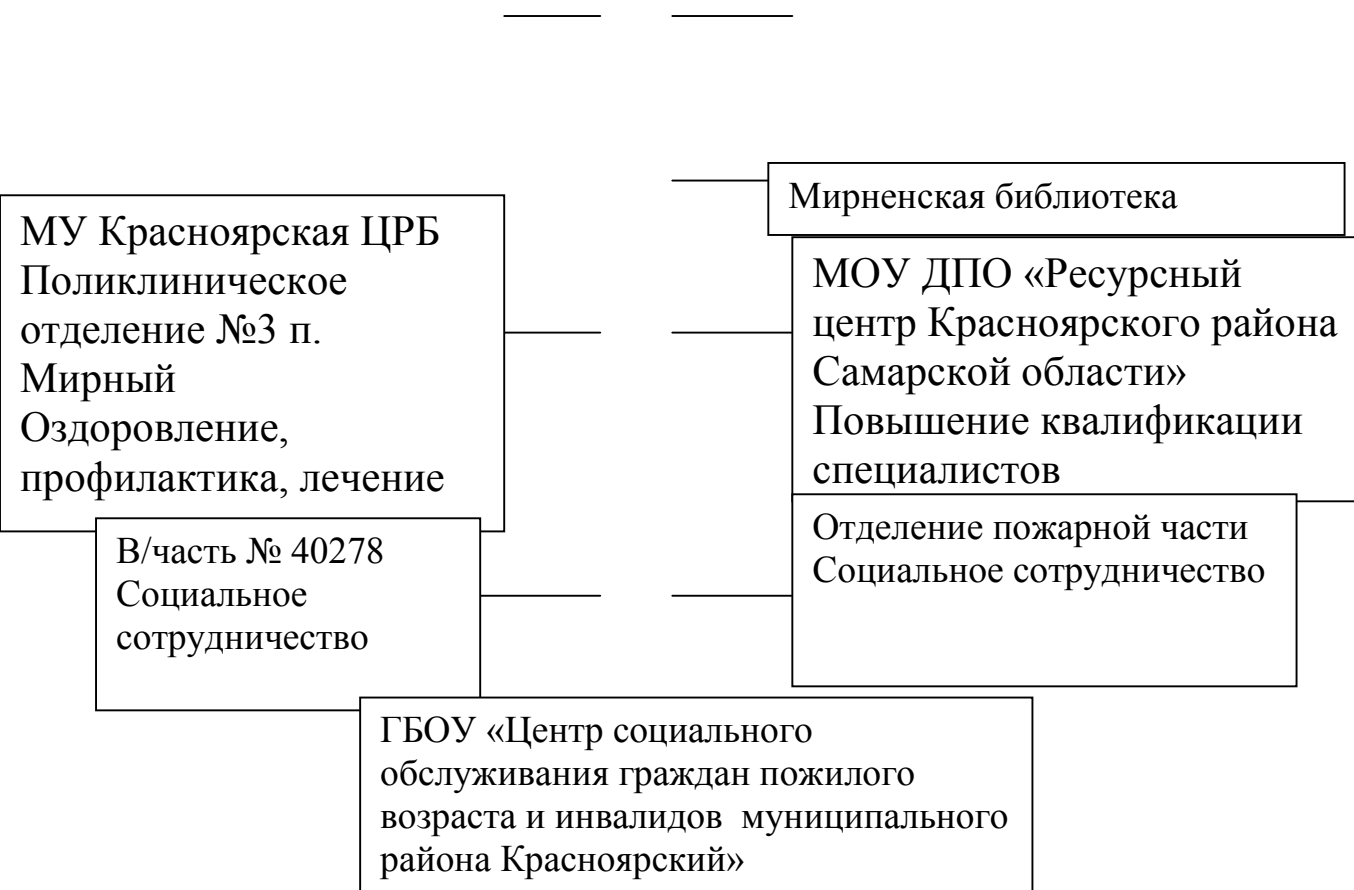 Мирненская библиотека
МУ Красноярская ЦРБ
Поликлиническое
отделение №3 п.
Мирный
Оздоровление,
профилактика, лечение
МОУ ДПО «Ресурсный
центр Красноярского района
Самарской области»
Повышение квалификации
специалистов
В/часть № 40278
Социальное
сотрудничество
Отделение пожарной части
Социальное сотрудничество
ГБОУ «Центр социального
обслуживания граждан пожилого
возраста и инвалидов  муниципального
района Красноярский»